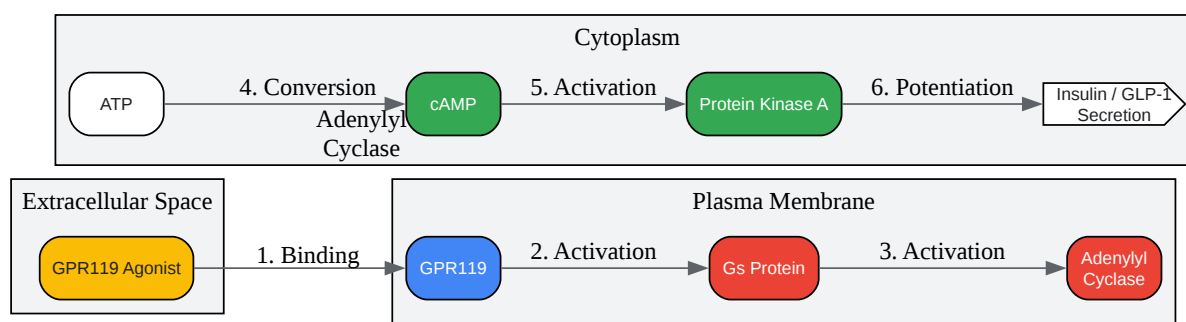 Cytoplasm
ATP
4. Conversion
Adenylyl
Cyclase
cAMP
5. Activation
Protein Kinase A
6. Potentiation
Insulin / GLP-1
Secretion
Extracellular Space
GPR119 Agonist
1. Binding
Plasma Membrane
GPR119
2. Activation
Gs Protein
3. Activation
Adenylyl
Cyclase